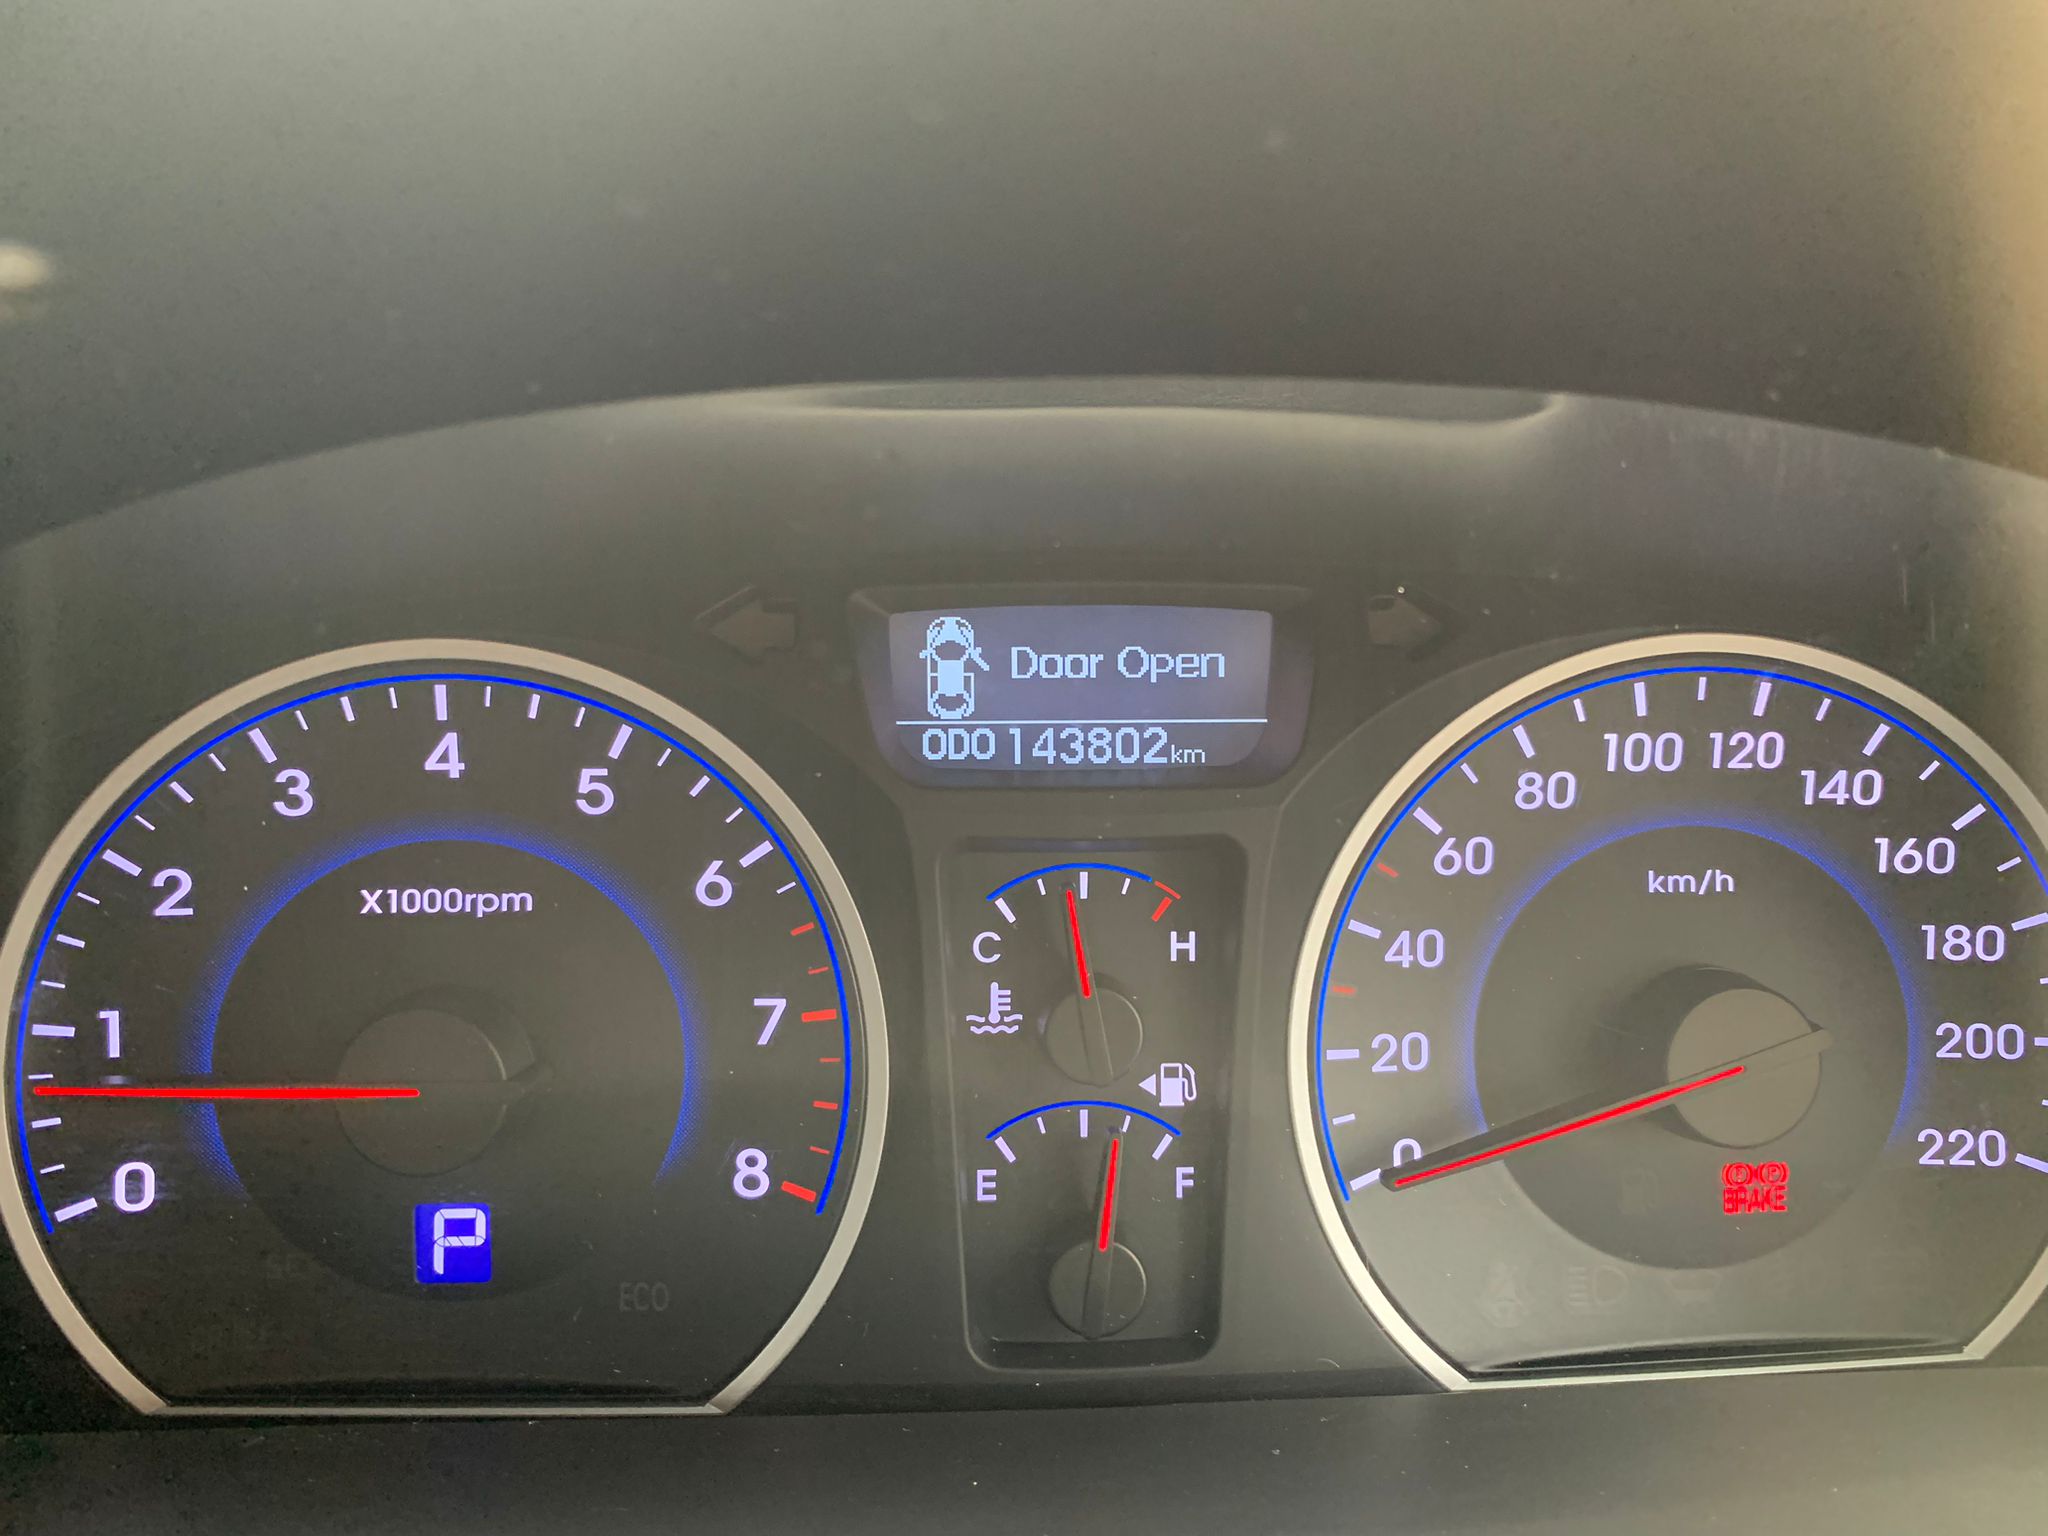 Door Open
ODO 143802 km
0 1 2 3 4 5 6 7 8
X1000rpm
P
ECO
C H
E F
0 20 40 60 80 100 120 140 160 180 200 220
km/h
(P)
BRAKE